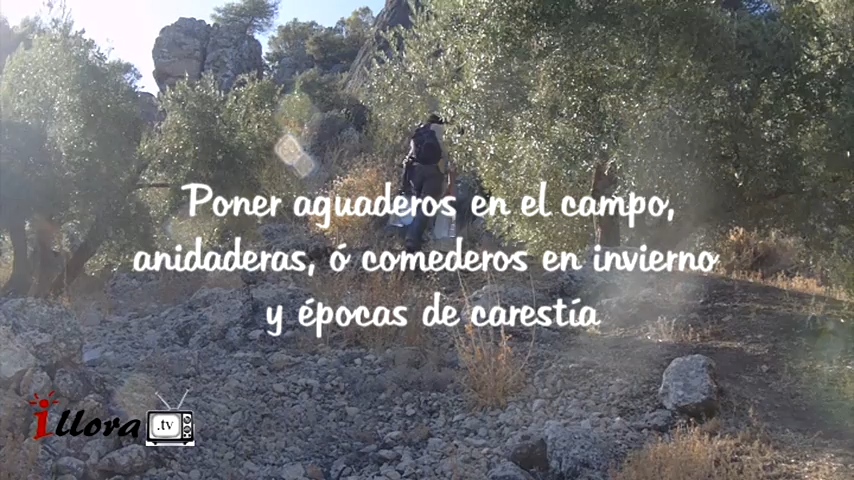 Poner aguaderos en el campo,
anidaderas, ó comederos en invierno
y épocas de carestía
illora .tv